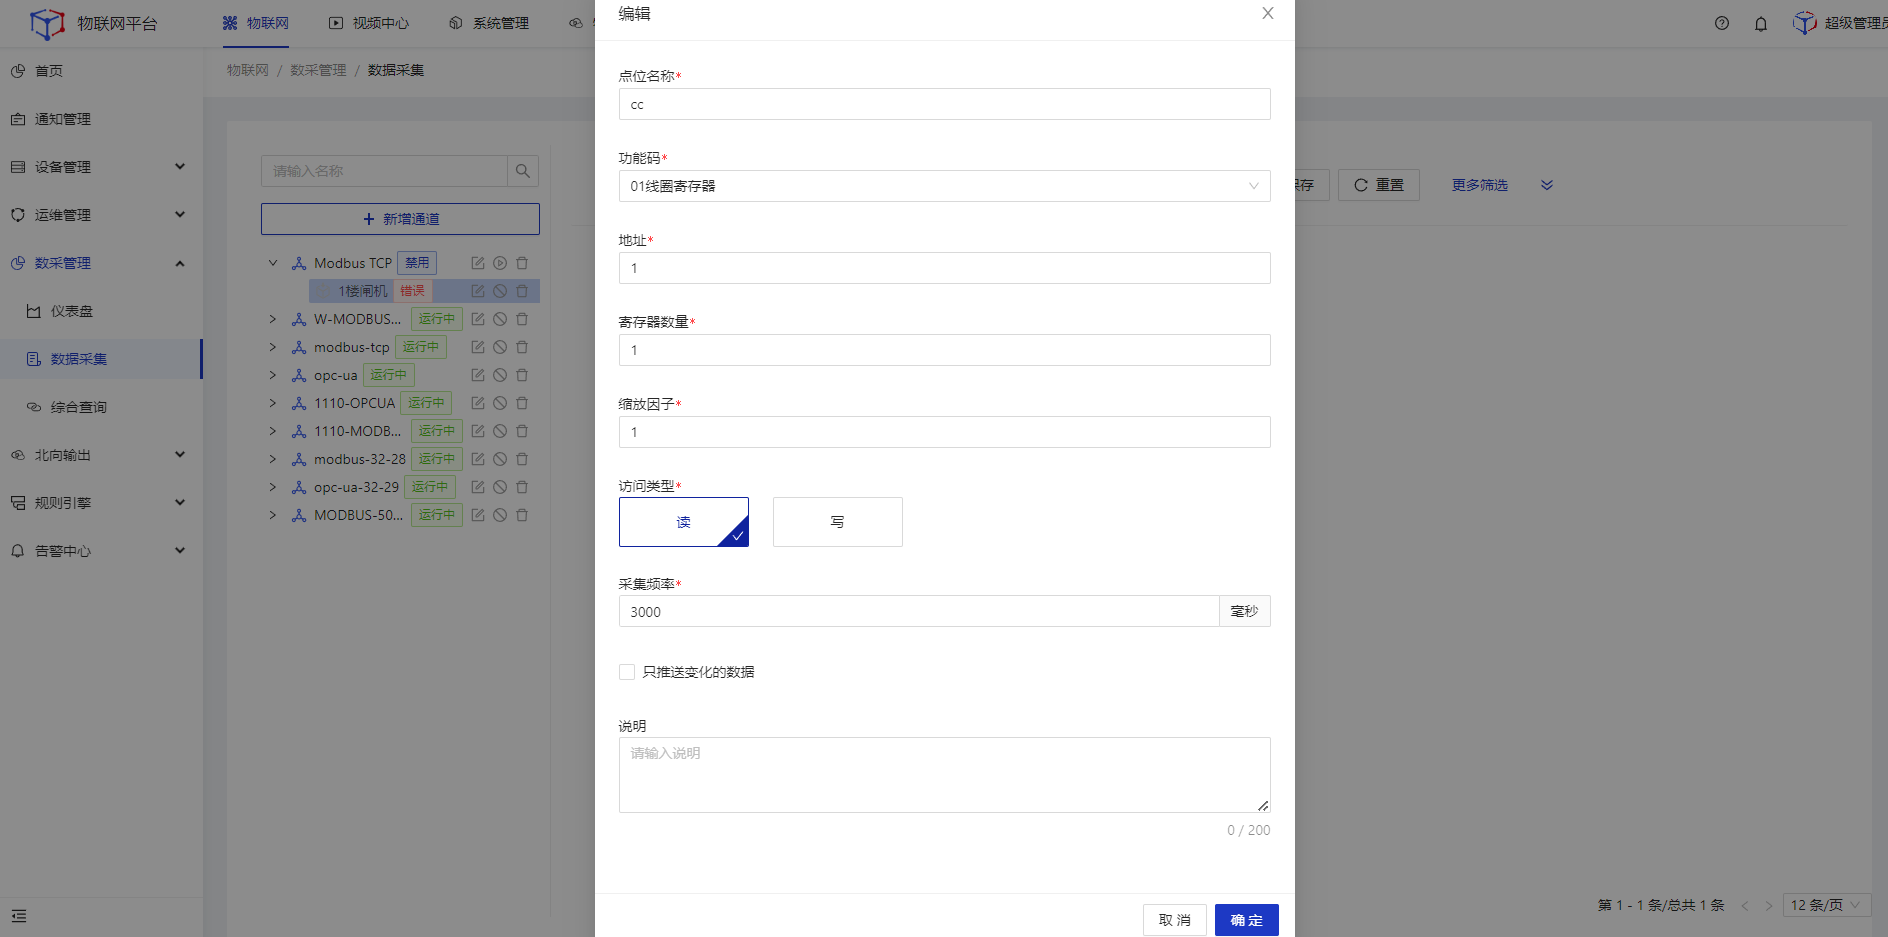 物联网平台
物联网
视频中心
系统管理
超级管理员
首页
通知管理
设备管理
运维管理
数采管理
仪表盘
数据采集
综合查询
北向输出
规则引擎
告警中心
物联网 / 数采管理 / 数据采集
请输入名称
+ 新增通道
Modbus TCP 禁用
1楼闸机 错误
W-MODBUS... 运行中
modbus-tcp 运行中
opc-ua 运行中
1110-OPCUA 运行中
1110-MODB... 运行中
modbus-32-28 运行中
opc-ua-32-29 运行中
MODBUS-50... 运行中
编辑
点位名称*
cc
功能码*
01线圈寄存器
地址*
1
寄存器数量*
1
缩放因子*
1
访问类型*
读
写
采集频率*
3000 毫秒
只推送变化的数据
说明
请输入说明
0 / 200
取 消
确 定
重置
更多筛选
第 1 - 1 条/总共 1 条
12 条/页